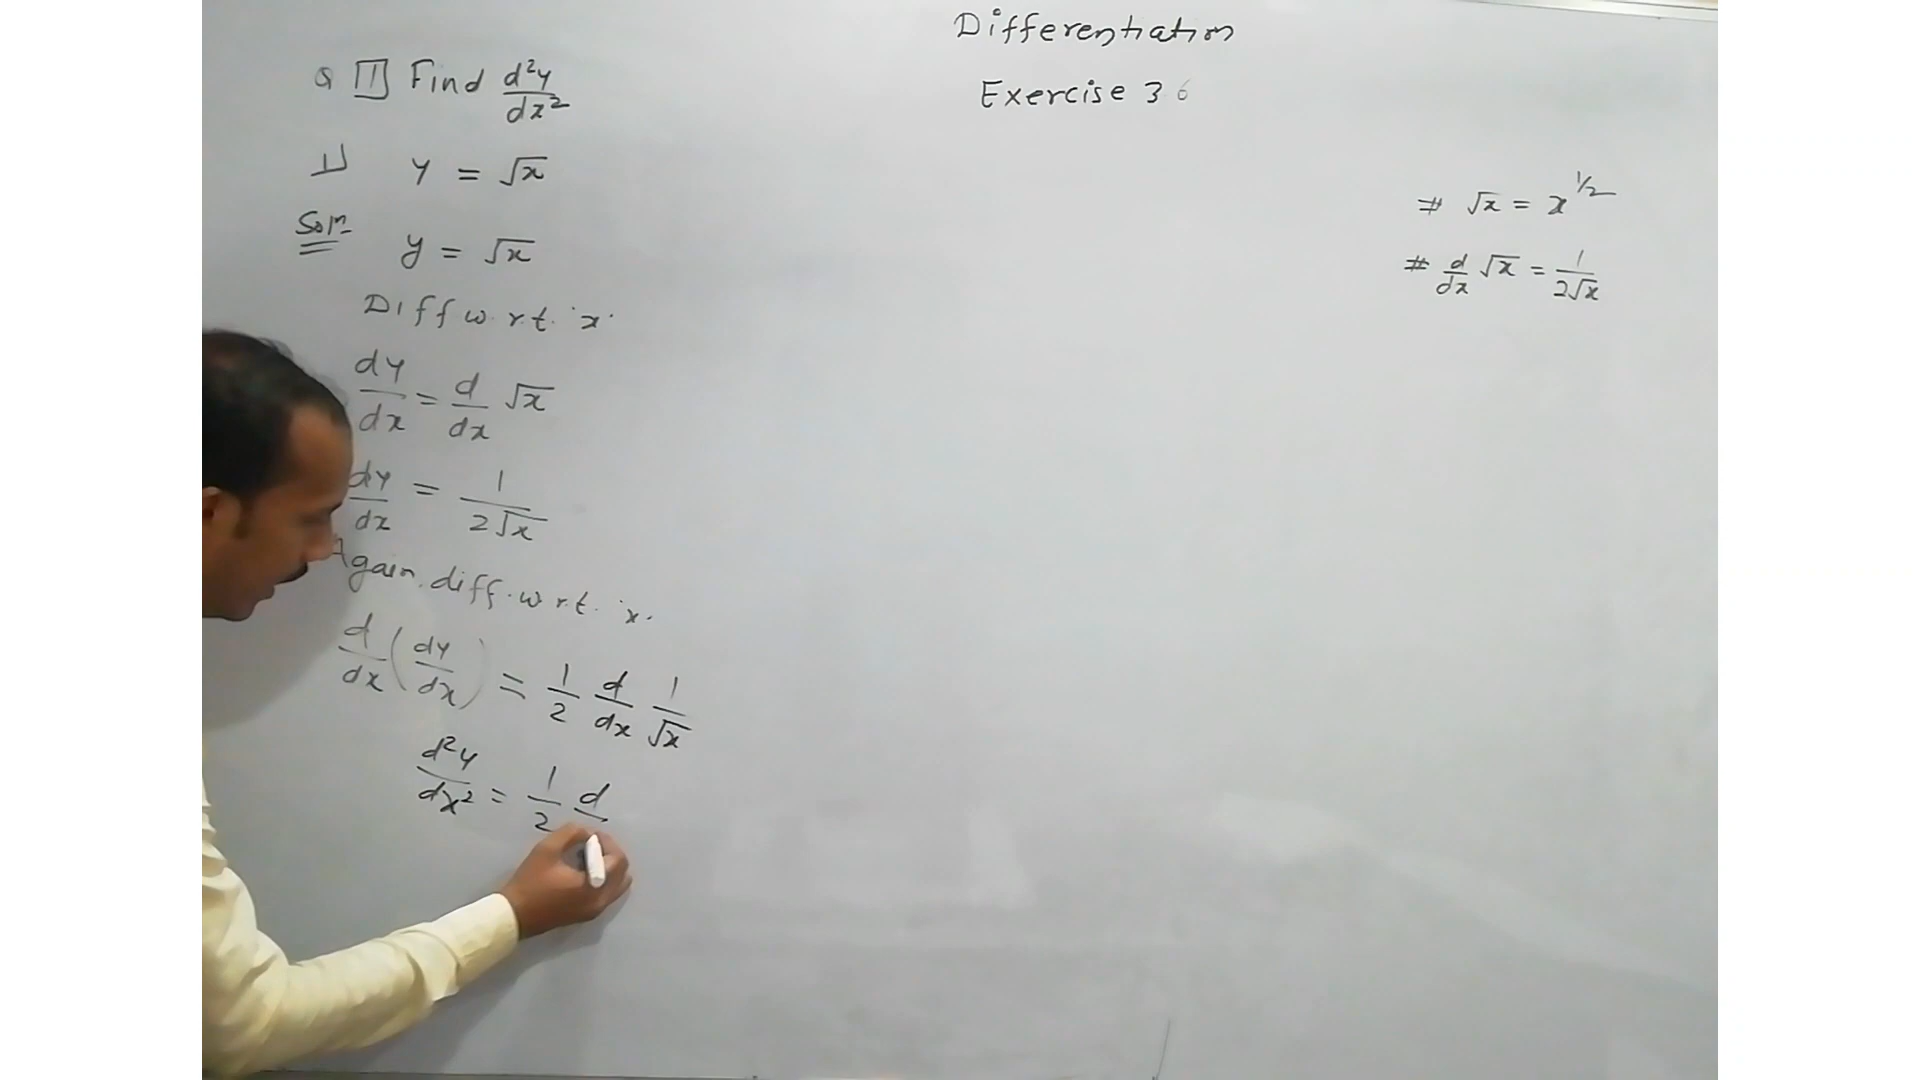 Differentiation
Exercise 3 6
Q 1] Find d²y/dx²
1) y = √x
Soln y = √x
Diff w.r.t. 'x'
dy/dx = d/dx √x
dy/dx = 1/2√x
Again diff. w.r.t. 'x'
d/dx (dy/dx) = 1/2 d/dx 1/√x
d²y/dx² = 1/2 d
# √x = x^1/2
# d/dx √x = 1/2√x